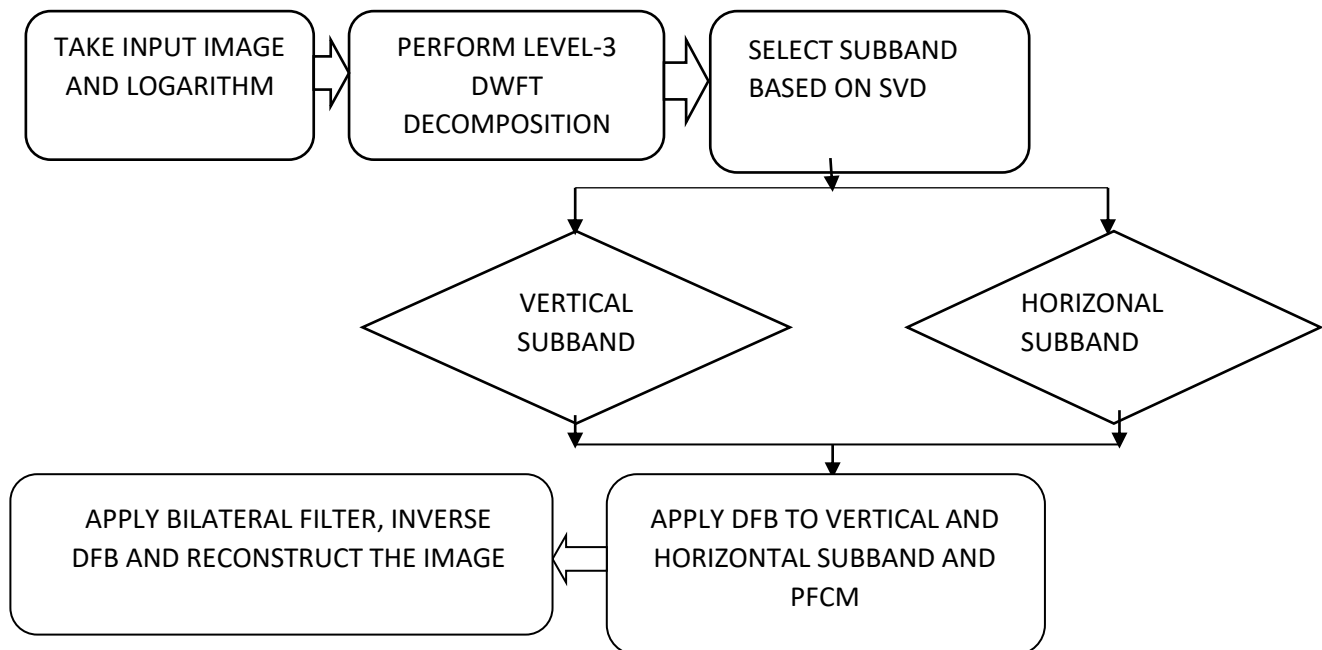 TAKE INPUT IMAGE
AND LOGARITHM
PERFORM LEVEL-3
DWFT
DECOMPOSITION
SELECT SUBBAND
BASED ON SVD
VERTICAL
SUBBAND
HORIZONAL
SUBBAND
APPLY BILATERAL FILTER, INVERSE
DFB AND RECONSTRUCT THE IMAGE
APPLY DFB TO VERTICAL AND
HORIZONTAL SUBBAND AND
PFCM